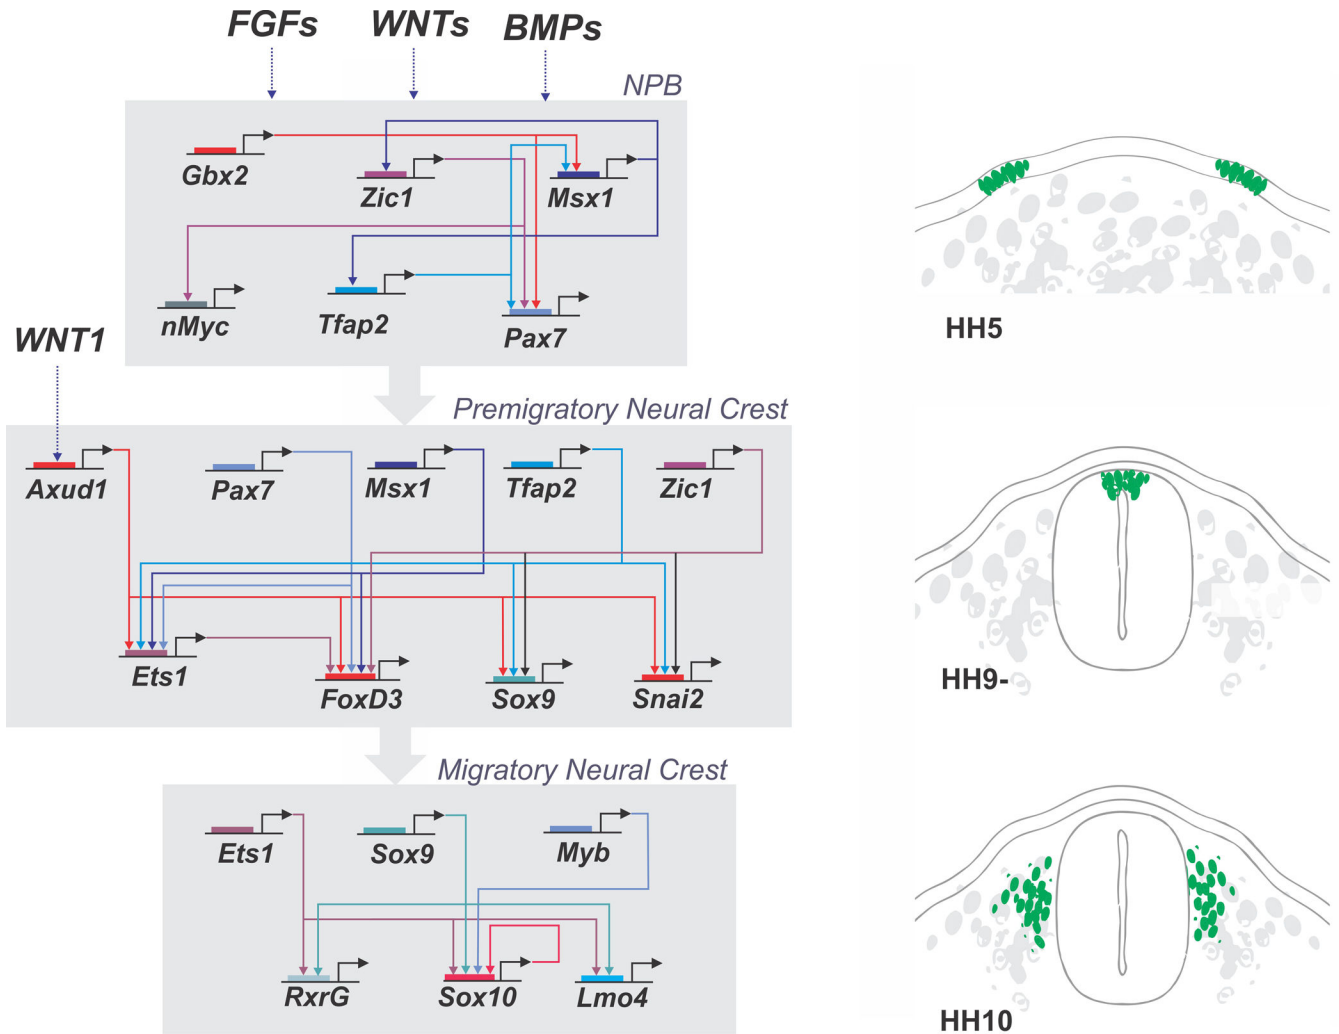 FGFs WNTs BMPs
NPB
Gbx2 Zic1 Msx1
nMyc Tfap2 Pax7
WNT1
Premigratory Neural Crest
Axud1 Pax7 Msx1 Tfap2 Zic1
Ets1 FoxD3 Sox9 Snai2
Migratory Neural Crest
Ets1 Sox9 Myb
RxrG Sox10 Lmo4
HH5
HH9-
HH10